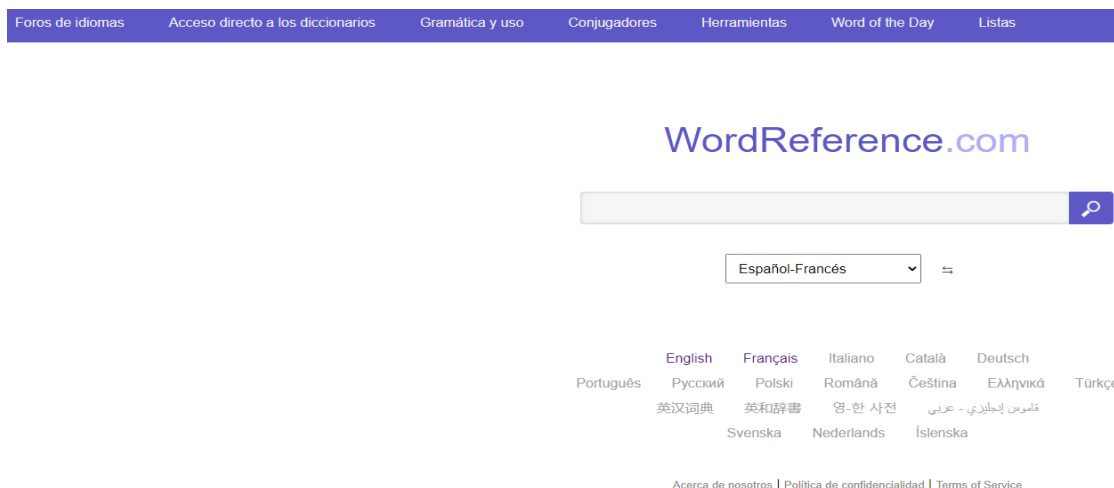 Foros de idiomas Acceso directo a los diccionarios Gramática y uso Conjugadores Herramientas Word of the Day Listas
WordReference.com
Español-Francés
English Français Italiano Català Deutsch
Português Русский Polski Română Čeština Ελληνικά Türkçe
英汉词典 英和辞書 영-한 사전 قاموس إنجليزي - عربي
Svenska Nederlands Íslenska
Acerca de nosotros | Política de confidencialidad | Terms of Service